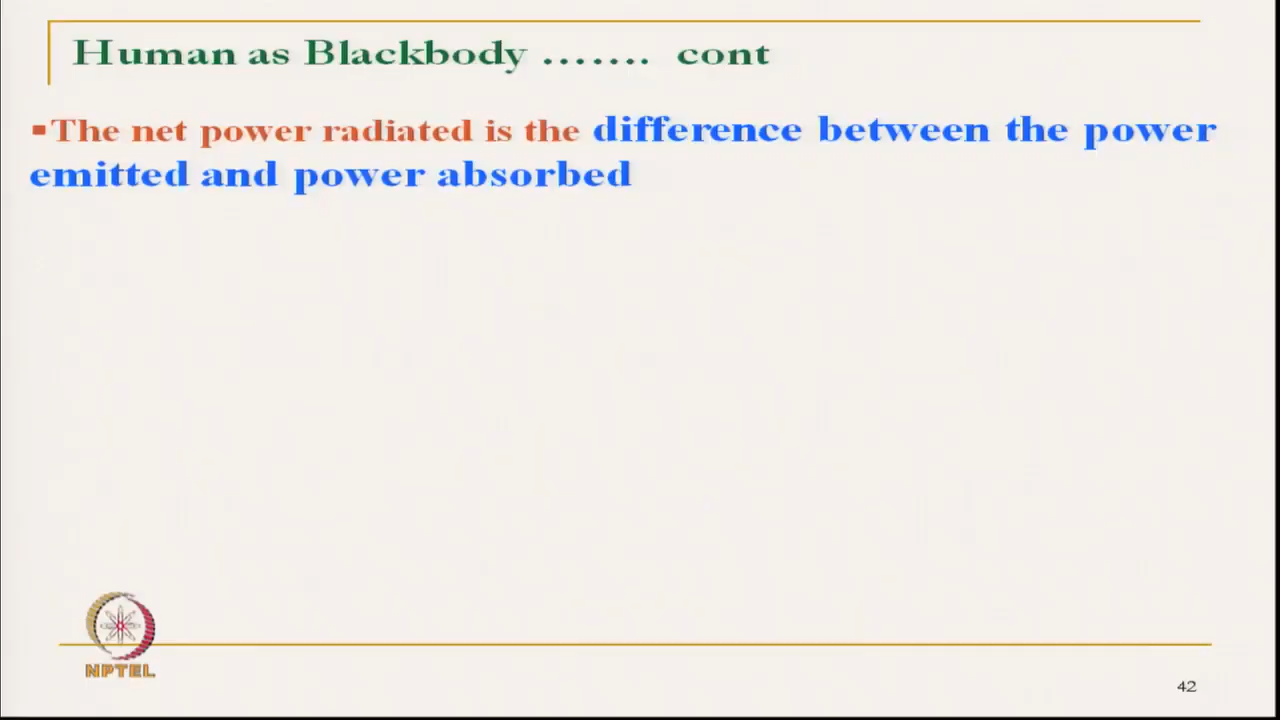 Human as Blackbody ....... cont
▪The net power radiated is the difference between the power
emitted and power absorbed
NPTEL
42